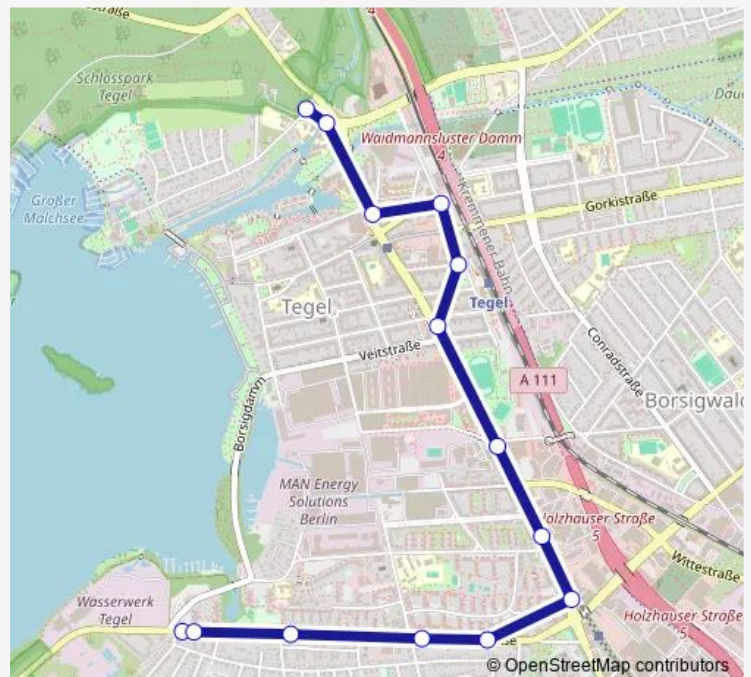 4
Schlosspark
Tegel
Waidmannsluster Damm
4
Großer
Malchsee
Kremmener Bahn
Gorkistraße
Tegel
Tegel
Veitstraße
Conradstraße
A 111
Borsigdamm
MAN Energy
Solutions
Berlin
Holzhauser Straße
5
Wittestraße
Wasserwerk
Tegel
Holzhauser Straße
5
© OpenStreetMap contributors